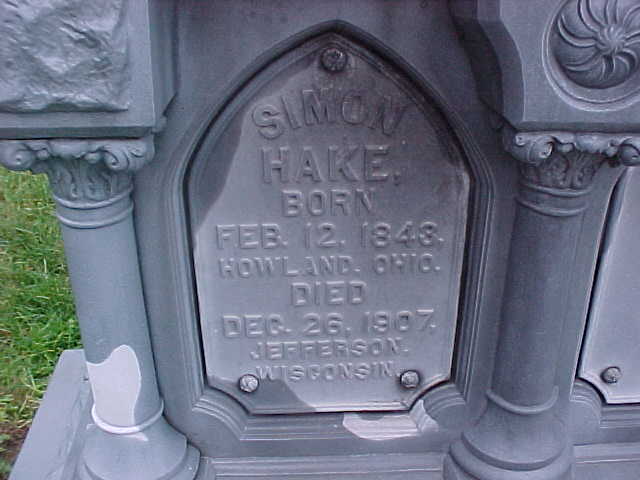 SIMON
HAKE,
BORN
FEB. 12, 1843,
HOWLAND. OHIO.
DIED
DEC. 26, 1907,
JEFFERSON.
WISCONSIN.